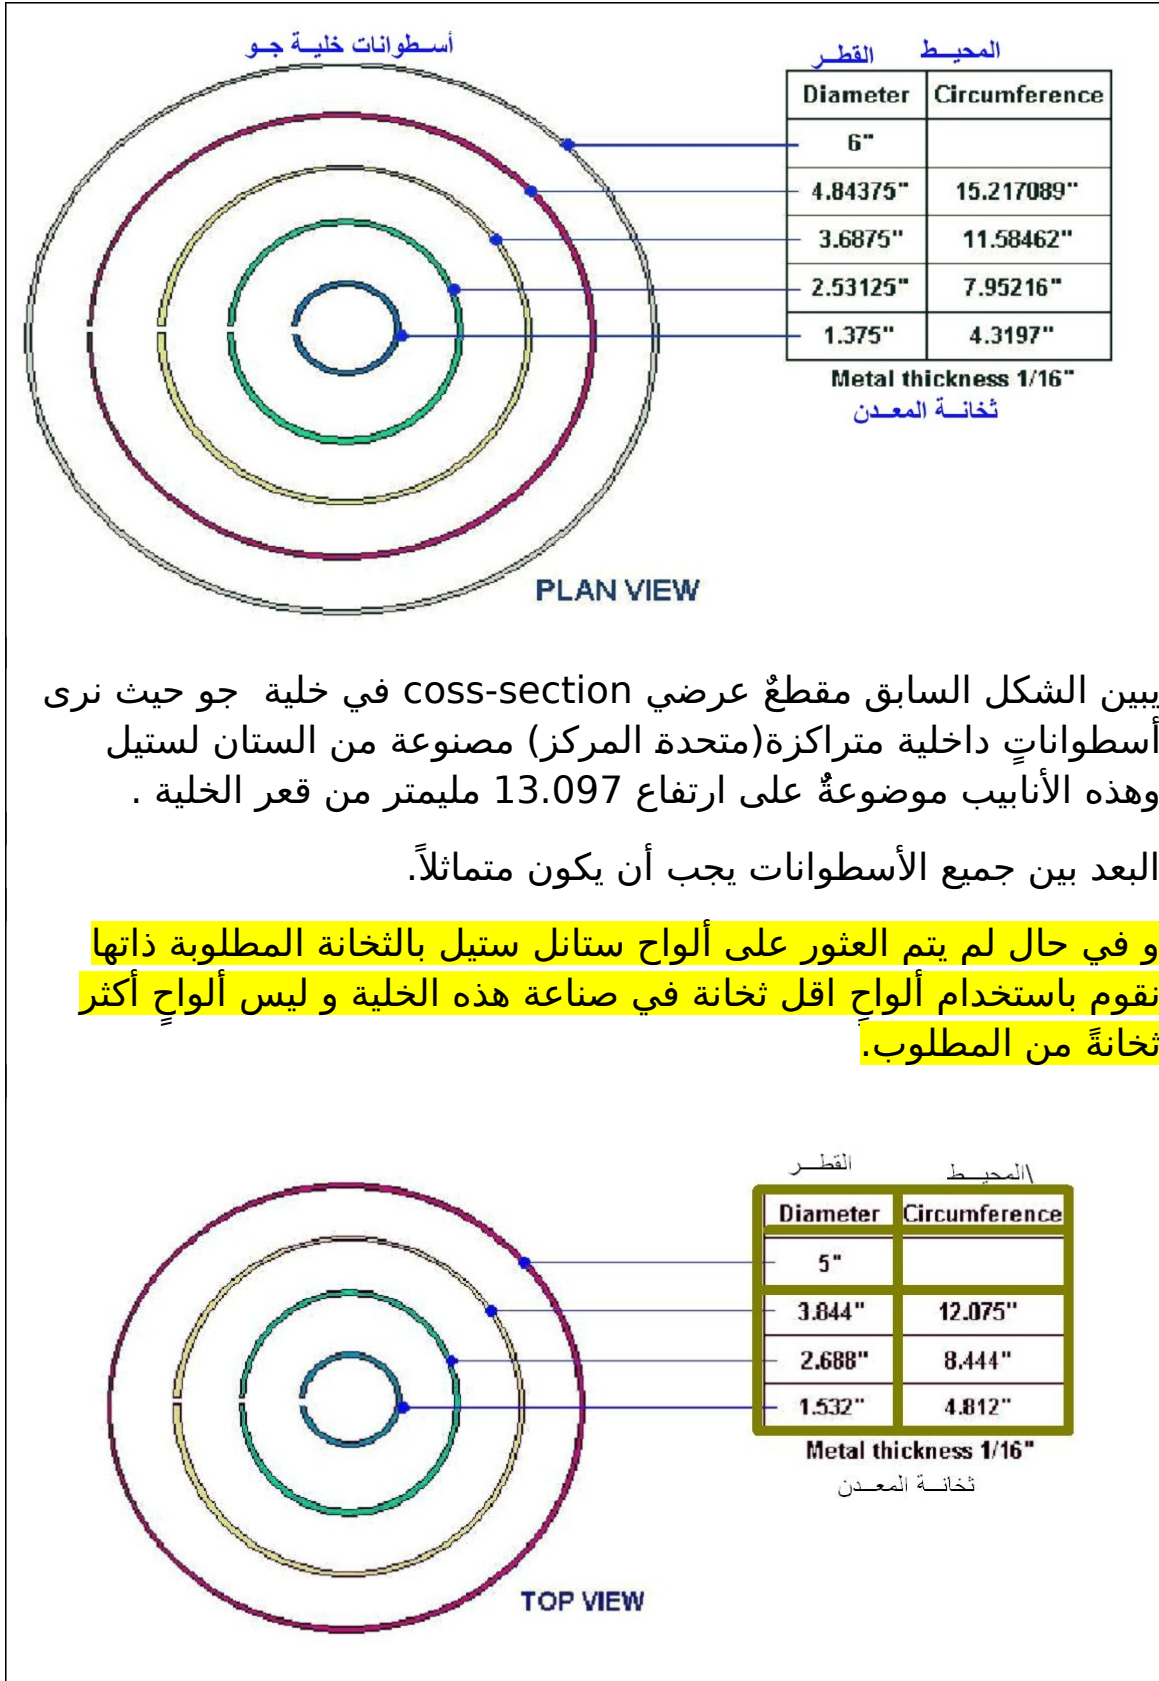 أسـطوانات خليـة جـو
القطـر المحيـط
Diameter Circumference
6"
4.84375" 15.217089"
3.6875" 11.58462"
2.53125" 7.95216"
1.375" 4.3197"
Metal thickness 1/16"
ثخانـة المعـدن
PLAN VIEW
يبين الشكل السابق مقطعٌ عرضي coss-section في خلية جو حيث نرى
أسطواناتٍ داخلية متراكزة(متحدة المركز) مصنوعة من الستان لستيل
وهذه الأنابيب موضوعةٌ على ارتفاع 13.097 مليمتر من قعر الخلية .
البعد بين جميع الأسطوانات يجب أن يكون متماثلاً.
و في حال لم يتم العثور على ألواح ستانل ستيل بالثخانة المطلوبة ذاتها
نقوم باستخدام ألواحٍ اقل ثخانة في صناعة هذه الخلية و ليس ألواحٍ أكثر
ثخانةً من المطلوب.
القطـر \المحيـط
Diameter Circumference
5"
3.844" 12.075"
2.688" 8.444"
1.532" 4.812"
Metal thickness 1/16"
ثخانـة المعـدن
TOP VIEW